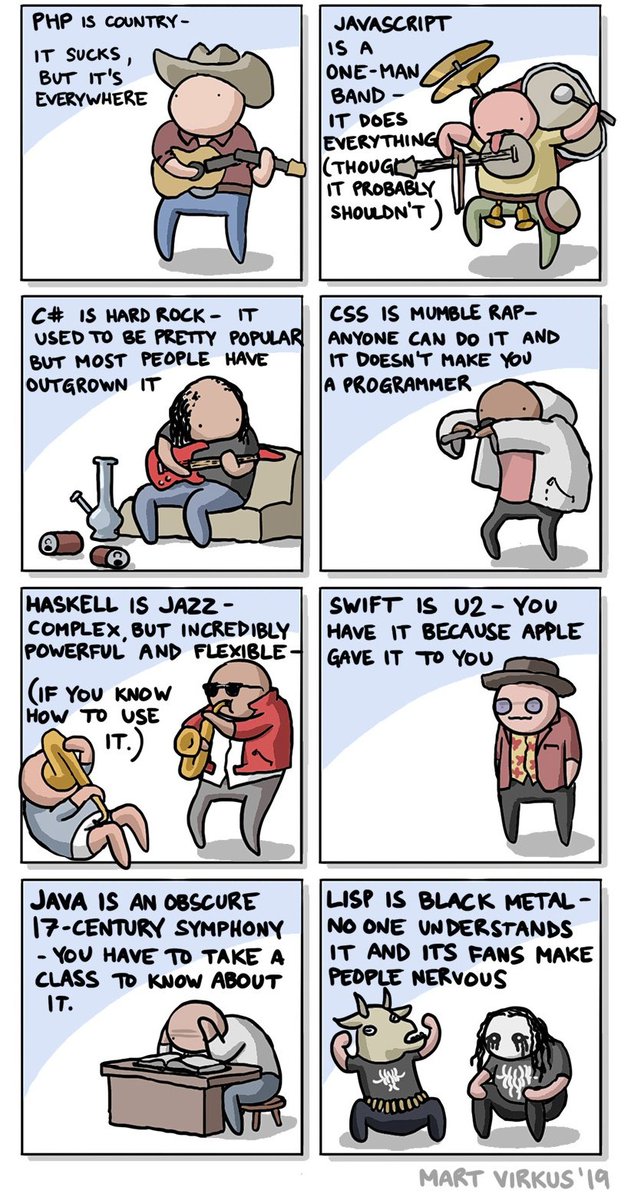 PHP IS COUNTRY -
IT SUCKS,
BUT IT'S
EVERYWHERE
JAVASCRIPT
IS A
ONE-MAN
BAND -
IT DOES
EVERYTHING
(THOUG
IT PROBABLY
SHOULDN'T)
C# IS HARD ROCK - IT
USED TO BE PRETTY POPULAR
BUT MOST PEOPLE HAVE
OUTGROWN IT
CSS IS MUMBLE RAP-
ANYONE CAN DO IT AND
IT DOESN'T MAKE YOU
A PROGRAMMER
HASKELL IS JAZZ -
COMPLEX, BUT INCREDIBLY
POWERFUL AND FLEXIBLE -
(IF YOU KNOW
HOW TO USE
IT.)
SWIFT IS U2 - YOU
HAVE IT BECAUSE APPLE
GAVE IT TO YOU
JAVA IS AN OBSCURE
17-CENTURY SYMPHONY
- YOU HAVE TO TAKE A
CLASS TO KNOW ABOUT
IT.
LISP IS BLACK METAL -
NO ONE UNDERSTANDS
IT AND ITS FANS MAKE
PEOPLE NERVOUS
MART VIRKUS '19